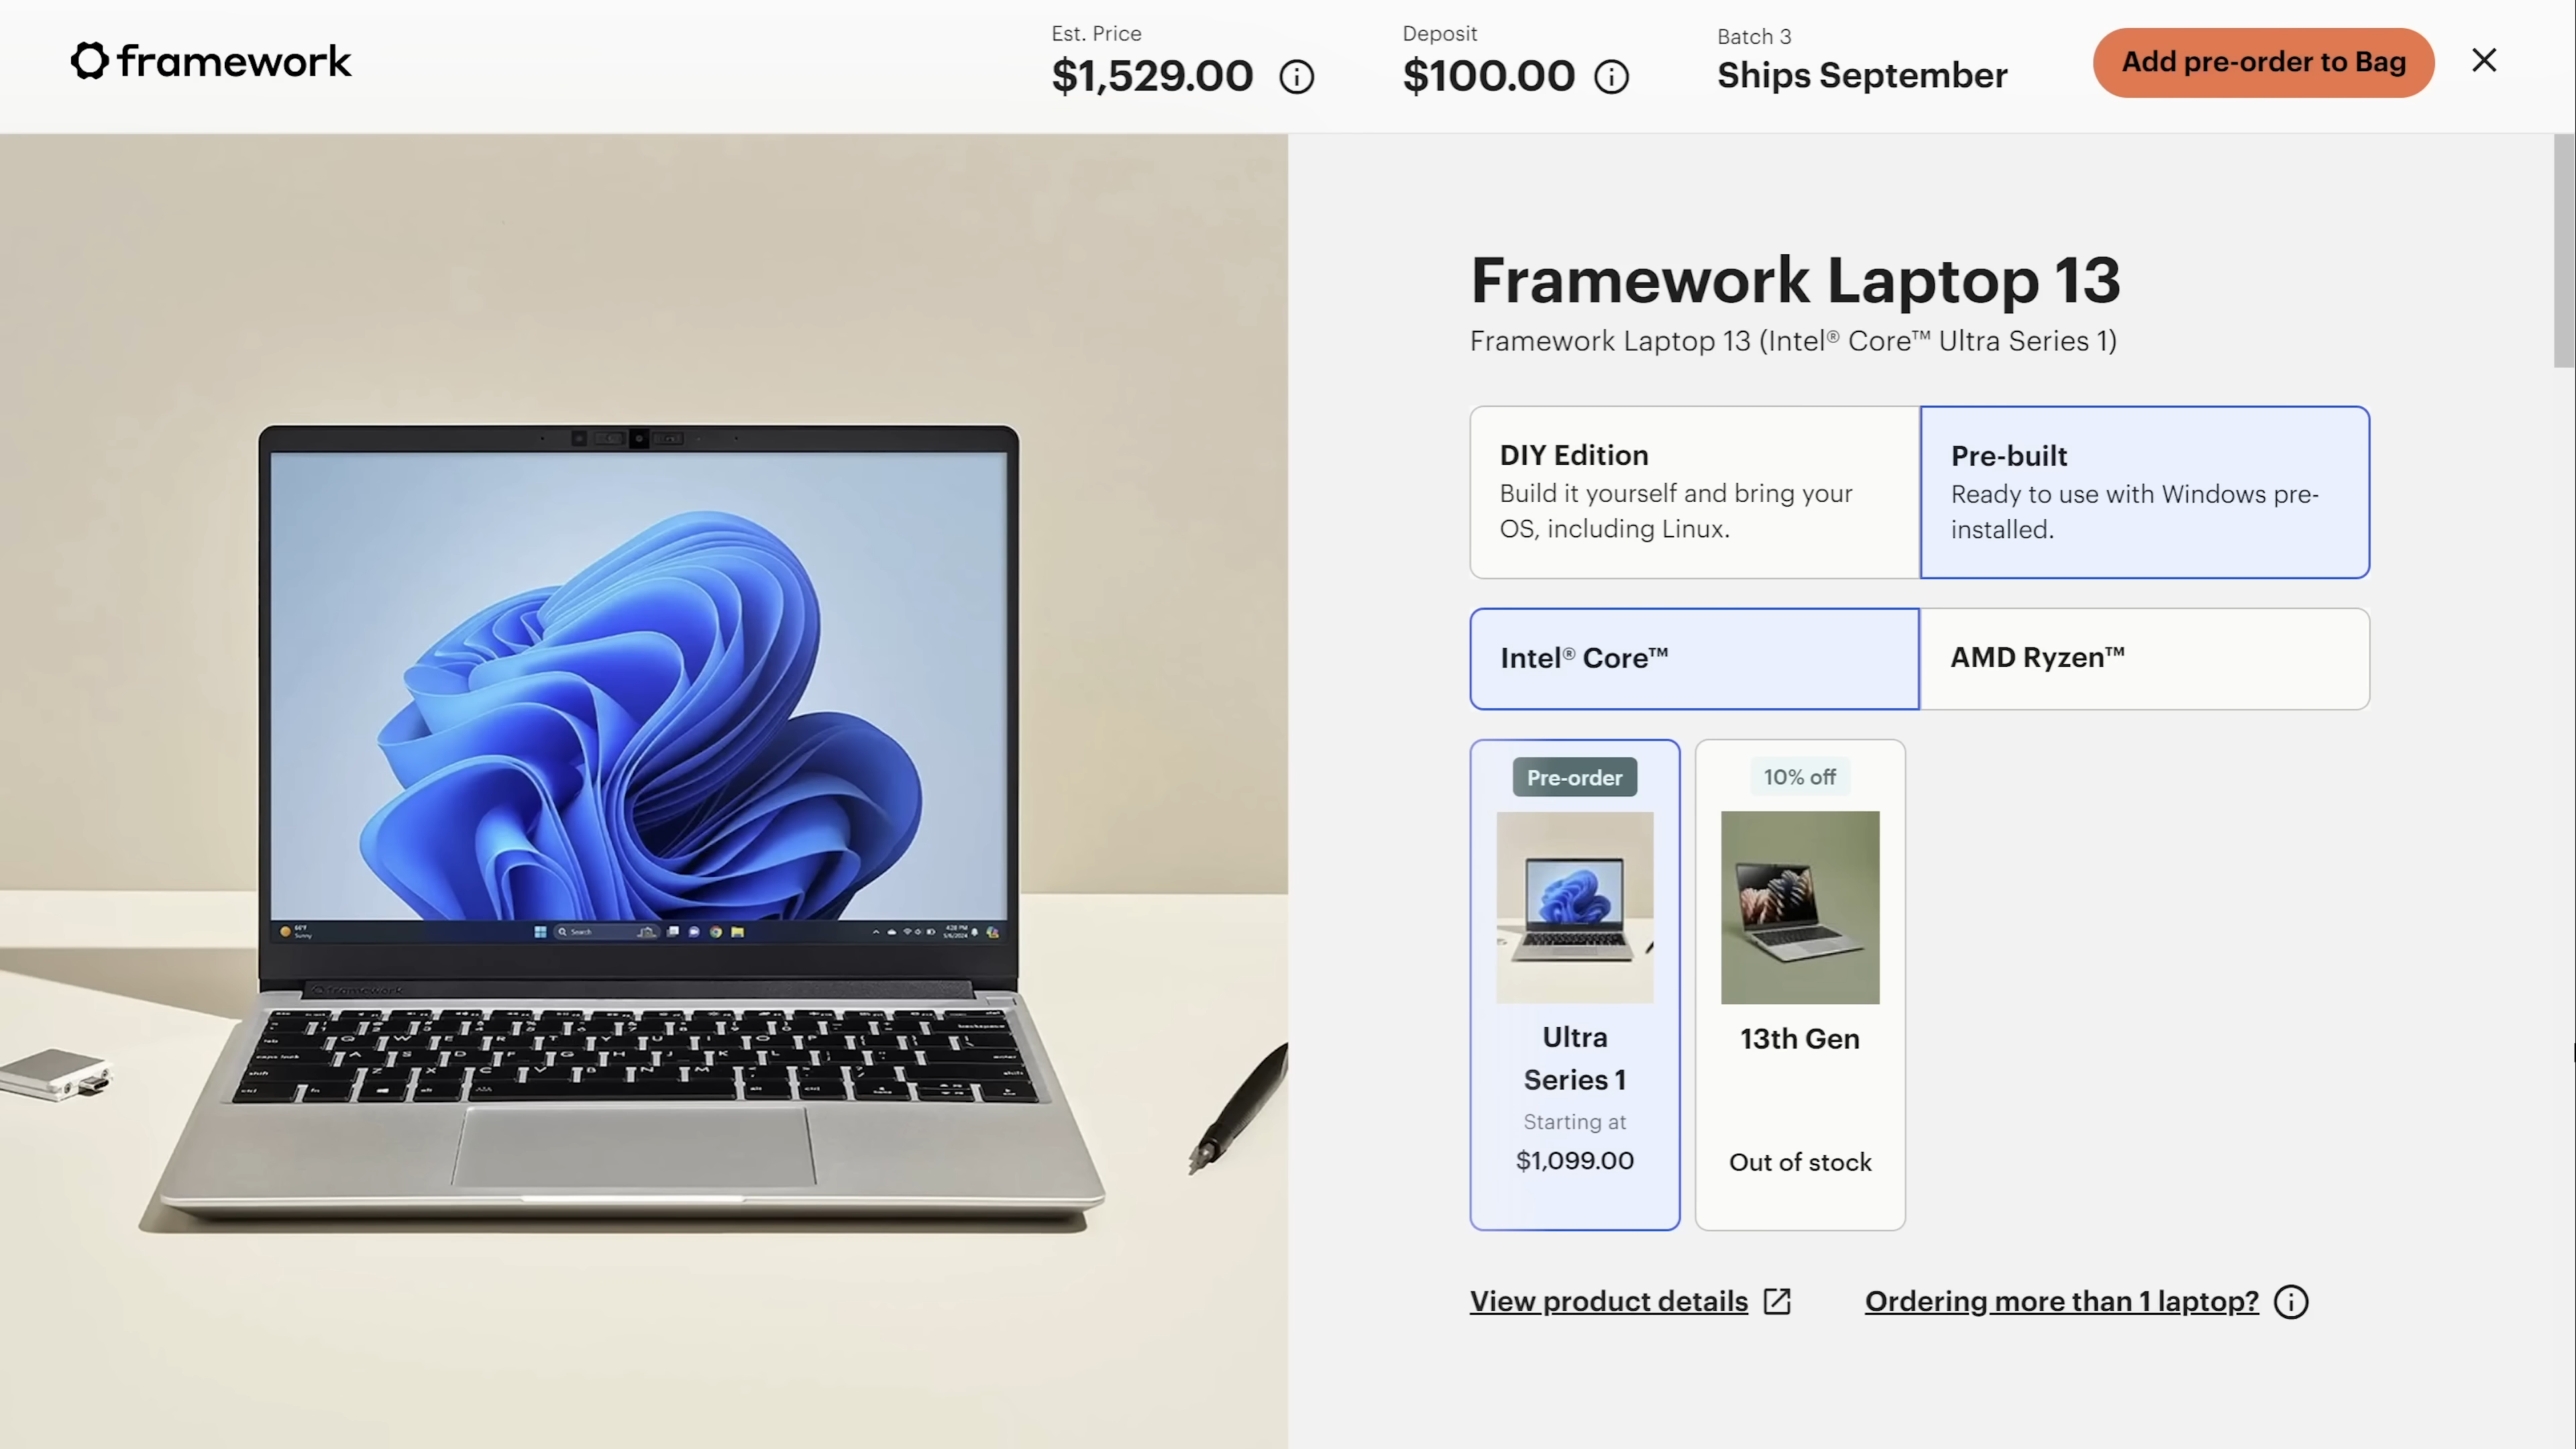 framework
Est. Price
$1,529.00
Deposit
$100.00
Batch 3
Ships September
Add pre-order to Bag
Framework Laptop 13
Framework Laptop 13 (Intel® Core™ Ultra Series 1)
DIY Edition
Build it yourself and bring your
OS, including Linux.
Pre-built
Ready to use with Windows pre-
installed.
Intel® Core™
AMD Ryzen™
Pre-order
Ultra
Series 1
Starting at
$1,099.00
10% off
13th Gen
Out of stock
View product details
Ordering more than 1 laptop?
Search
framework